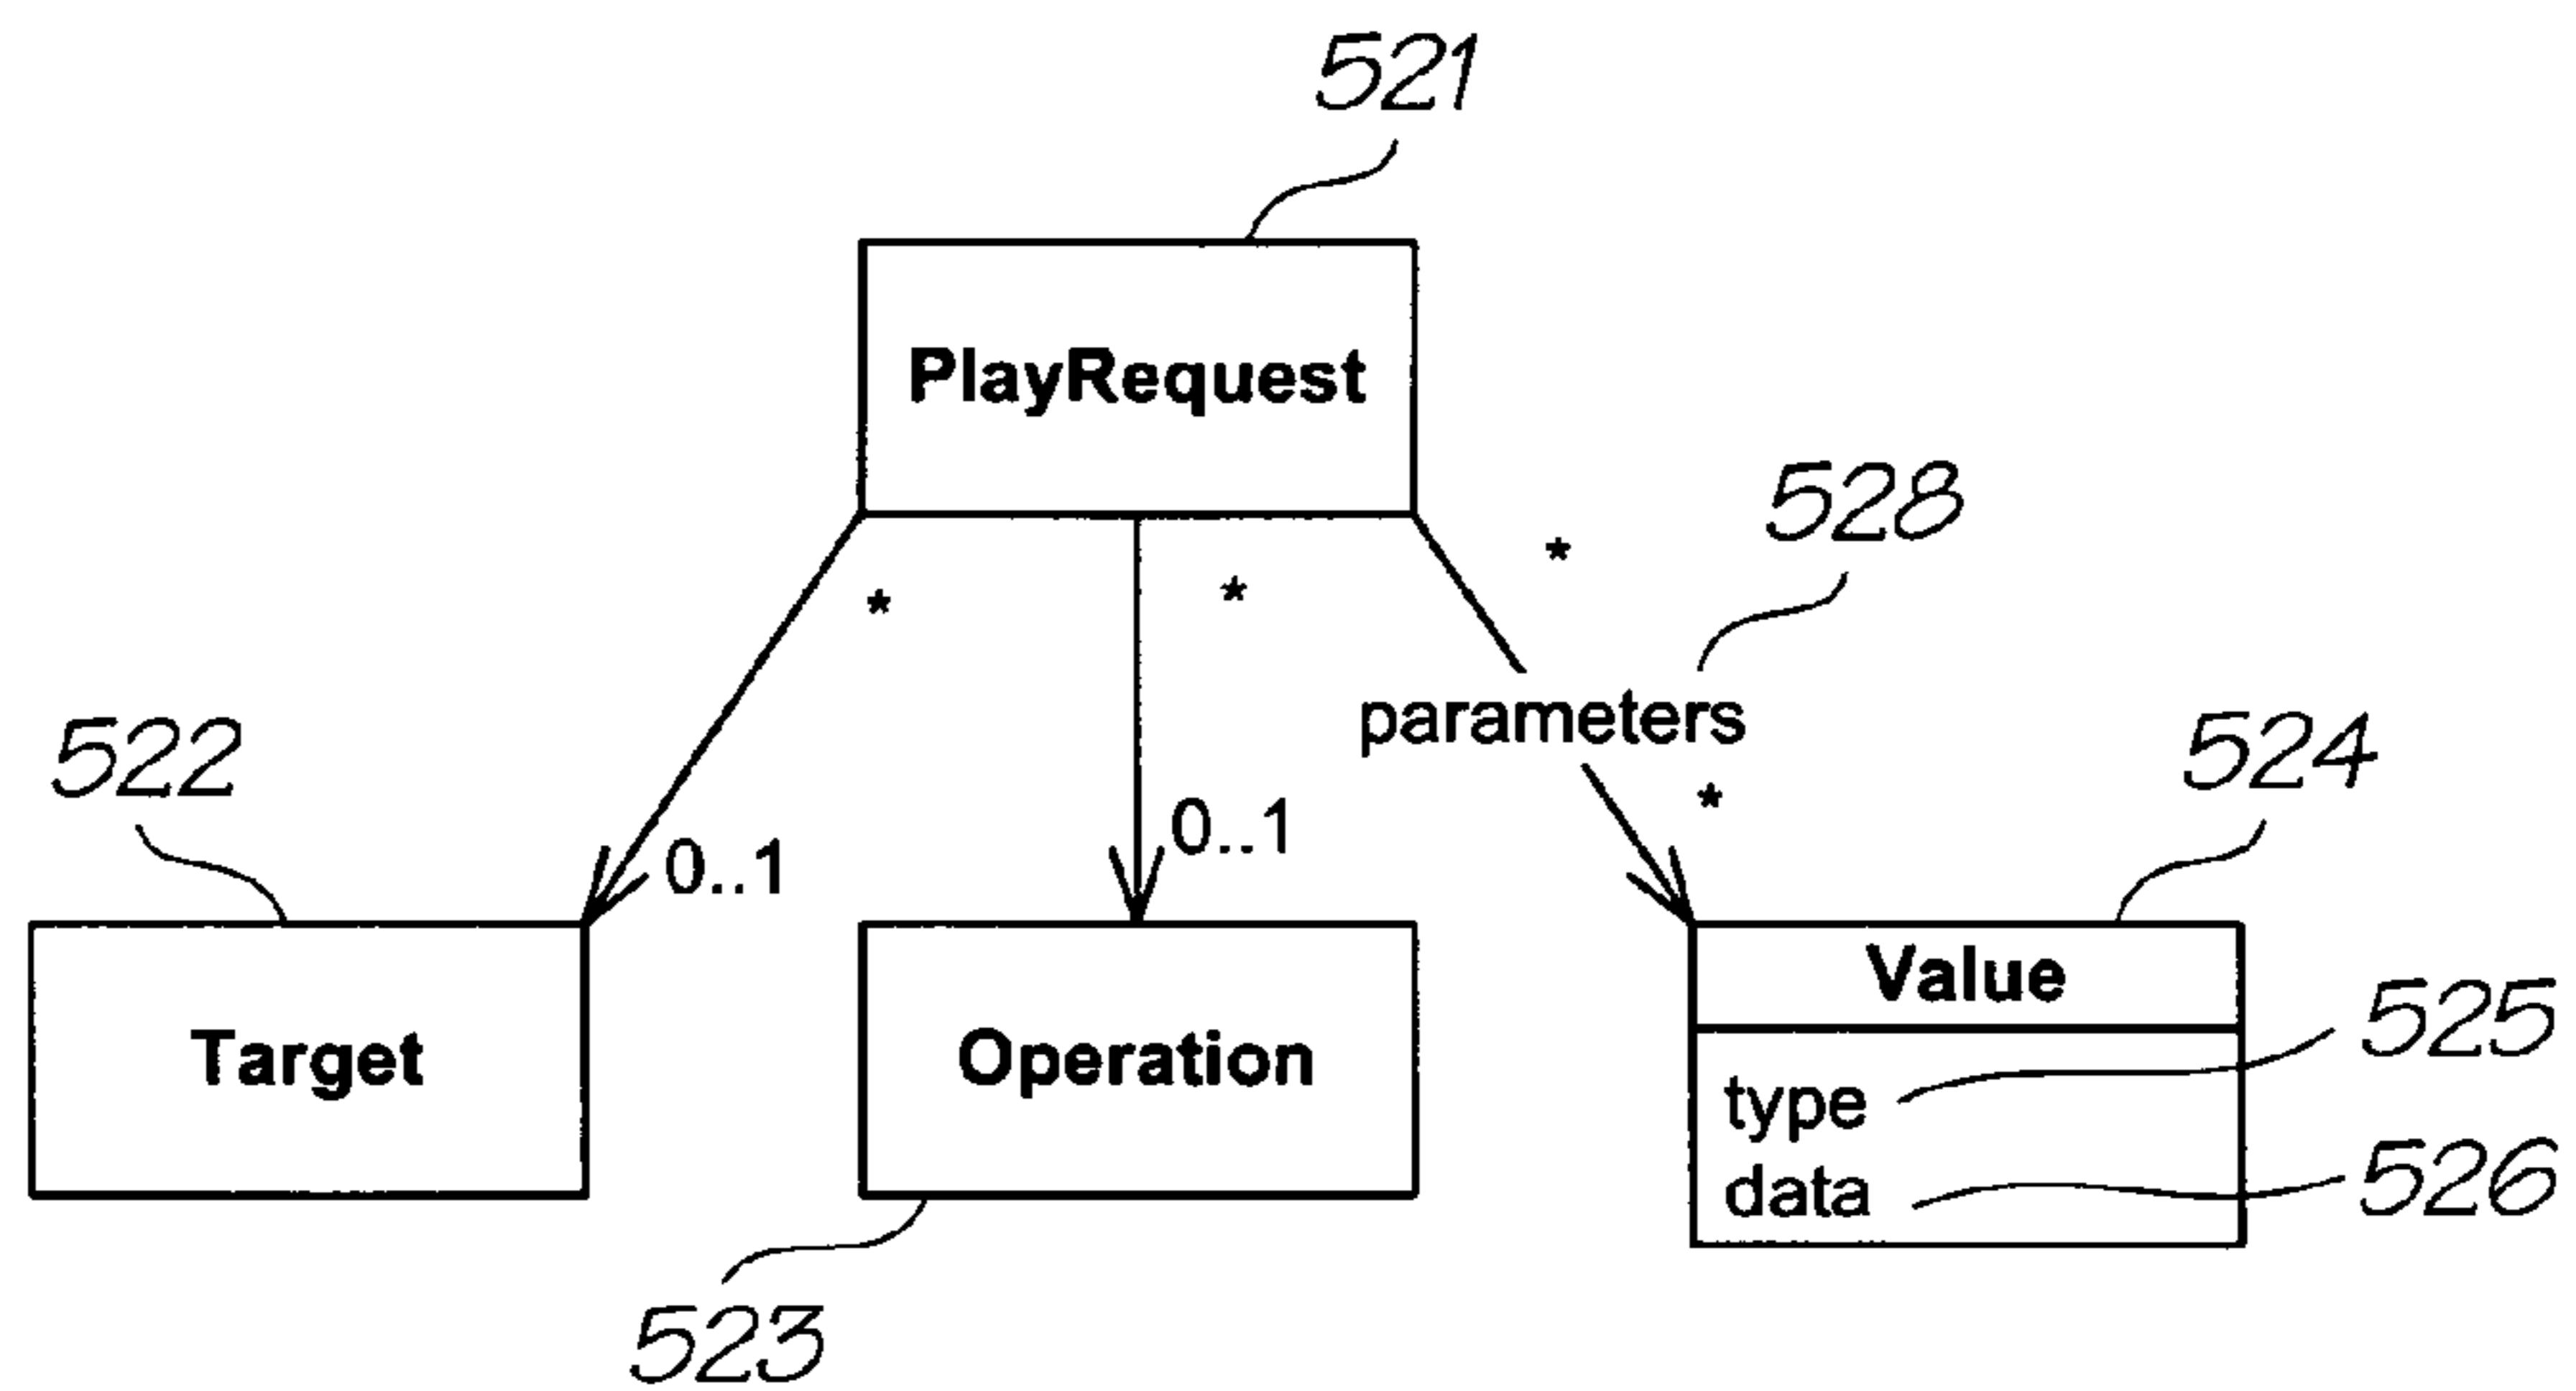 521
PlayRequest
528
*
* *
parameters
522
524
*
0..1
0..1
Value
525
Target
Operation
type
data
526
523